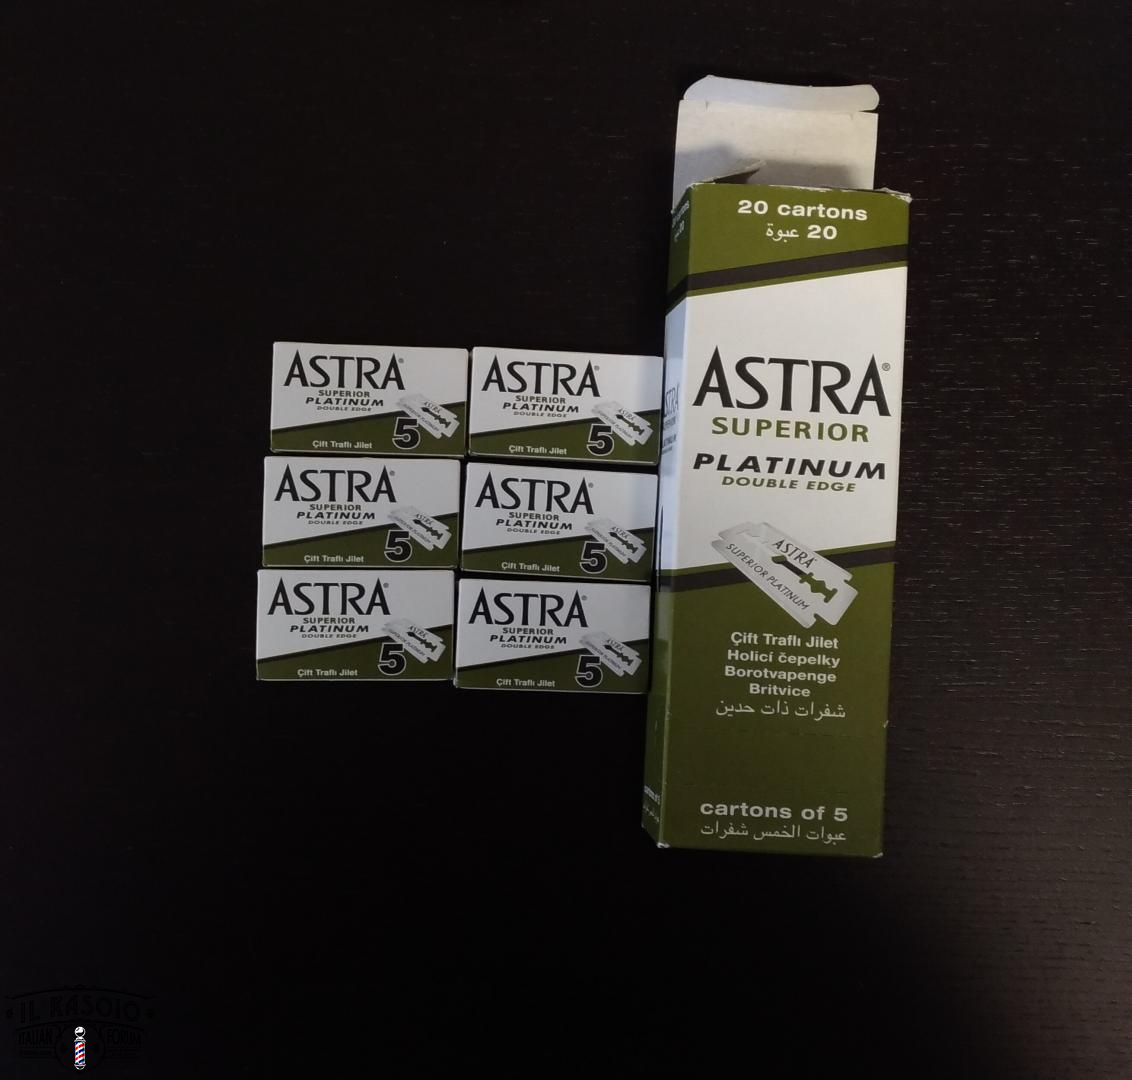 ASTRA®
SUPERIOR
PLATINUM
DOUBLE EDGE
5
Çift Traflı Jilet
ASTRA®
SUPERIOR
PLATINUM
DOUBLE EDGE
5
Çift Traflı Jilet
ASTRA®
SUPERIOR
PLATINUM
DOUBLE EDGE
5
Çift Traflı Jilet
ASTRA®
SUPERIOR
PLATINUM
DOUBLE EDGE
5
Çift Traflı Jilet
ASTRA®
SUPERIOR
PLATINUM
DOUBLE EDGE
5
Çift Traflı Jilet
ASTRA®
SUPERIOR
PLATINUM
DOUBLE EDGE
5
Çift Traflı Jilet
20 cartons
20 عبوة
ASTRA®
SUPERIOR
PLATINUM
DOUBLE EDGE
ASTRA
SUPERIOR PLATINUM
Çift Traflı Jilet
Holicí čepelky
Borotvapenge
Britvice
شفرات ذات حدين
cartons of 5
عبوات الخمس شفرات
IL RASOIO
ITALIAN FORUM